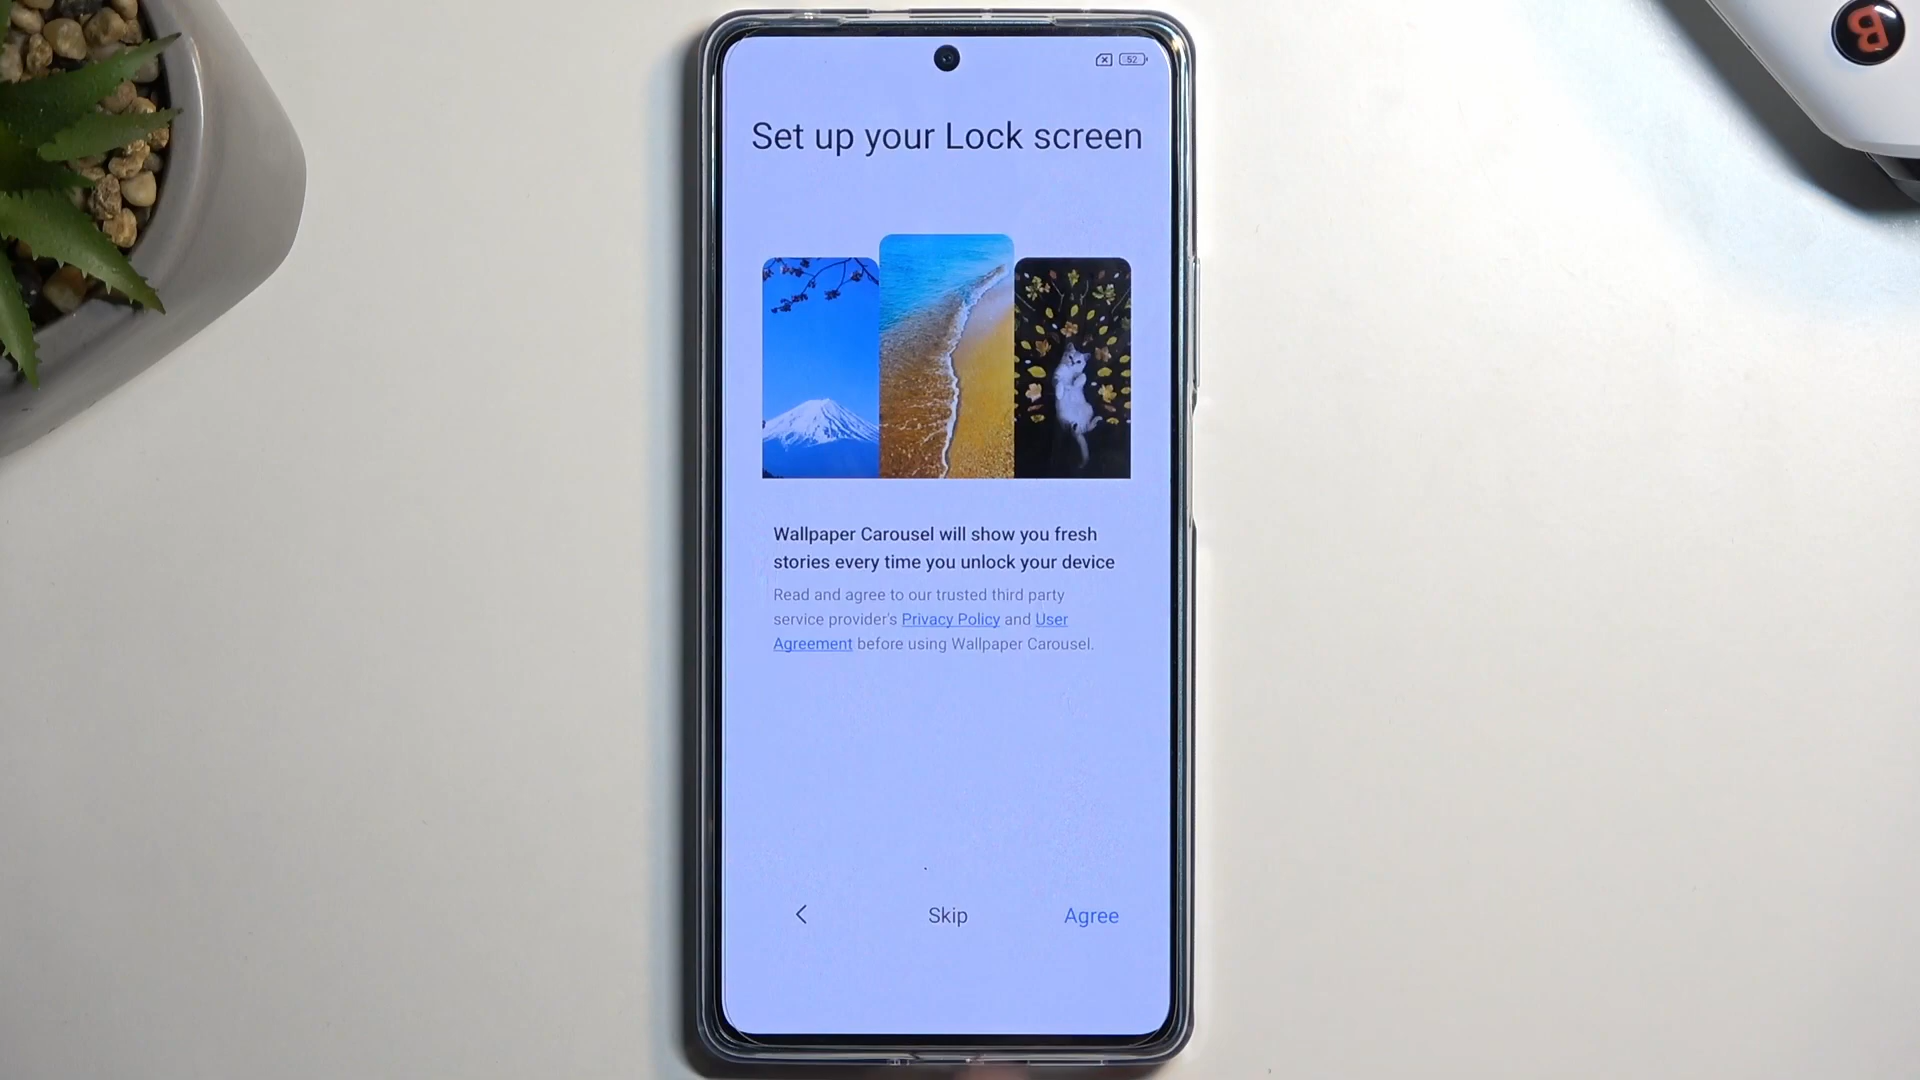 52
Set up your Lock screen
Wallpaper Carousel will show you fresh
stories every time you unlock your device
Read and agree to our trusted third party
service provider's Privacy Policy and User
Agreement before using Wallpaper Carousel.
Skip
Agree
B